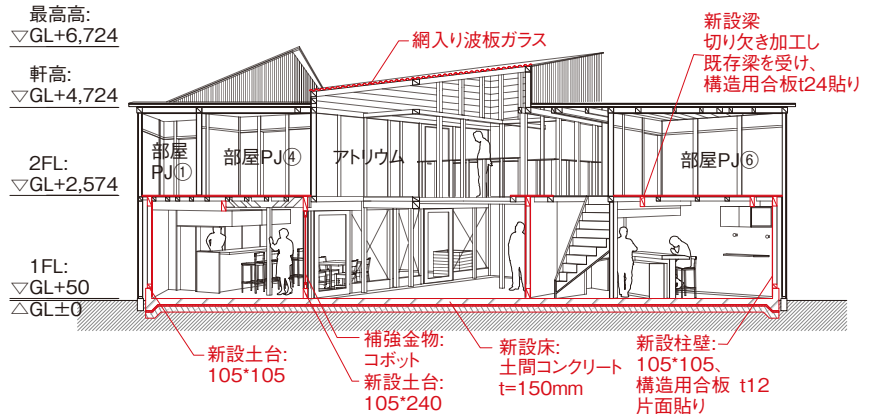 最高高:
▽GL+6,724
軒高:
▽GL+4,724
2FL:
▽GL+2,574
1FL:
▽GL+50
△GL±0
網入り波板ガラス
新設梁
切り欠き加工し
既存梁を受け、
構造用合板t24貼り
部屋
PJ①
部屋PJ④
アトリウム
部屋PJ⑥
新設土台:
105*105
補強金物:
コボット
新設土台:
105*240
新設床:
土間コンクリート
t=150mm
新設柱壁:
105*105、
構造用合板 t12
片面貼り